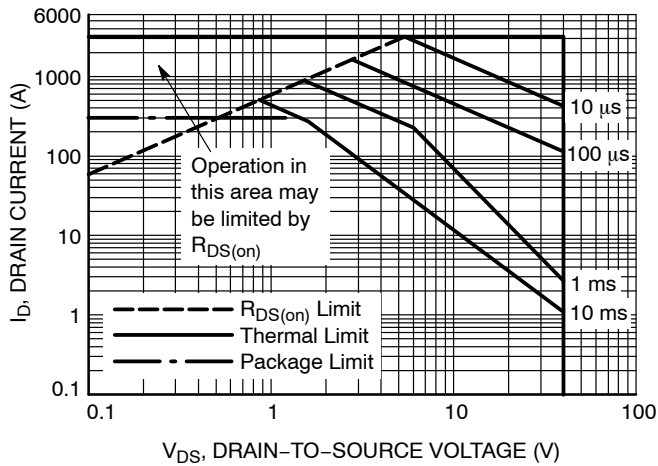 6000
1000
100
10
1
0.1
I_D, DRAIN CURRENT (A)
Operation in
this area may
be limited by
R_DS(on)
10 μs
100 μs
1 ms
10 ms
R_DS(on) Limit
Thermal Limit
Package Limit
0.1
1
10
100
V_DS, DRAIN−TO−SOURCE VOLTAGE (V)